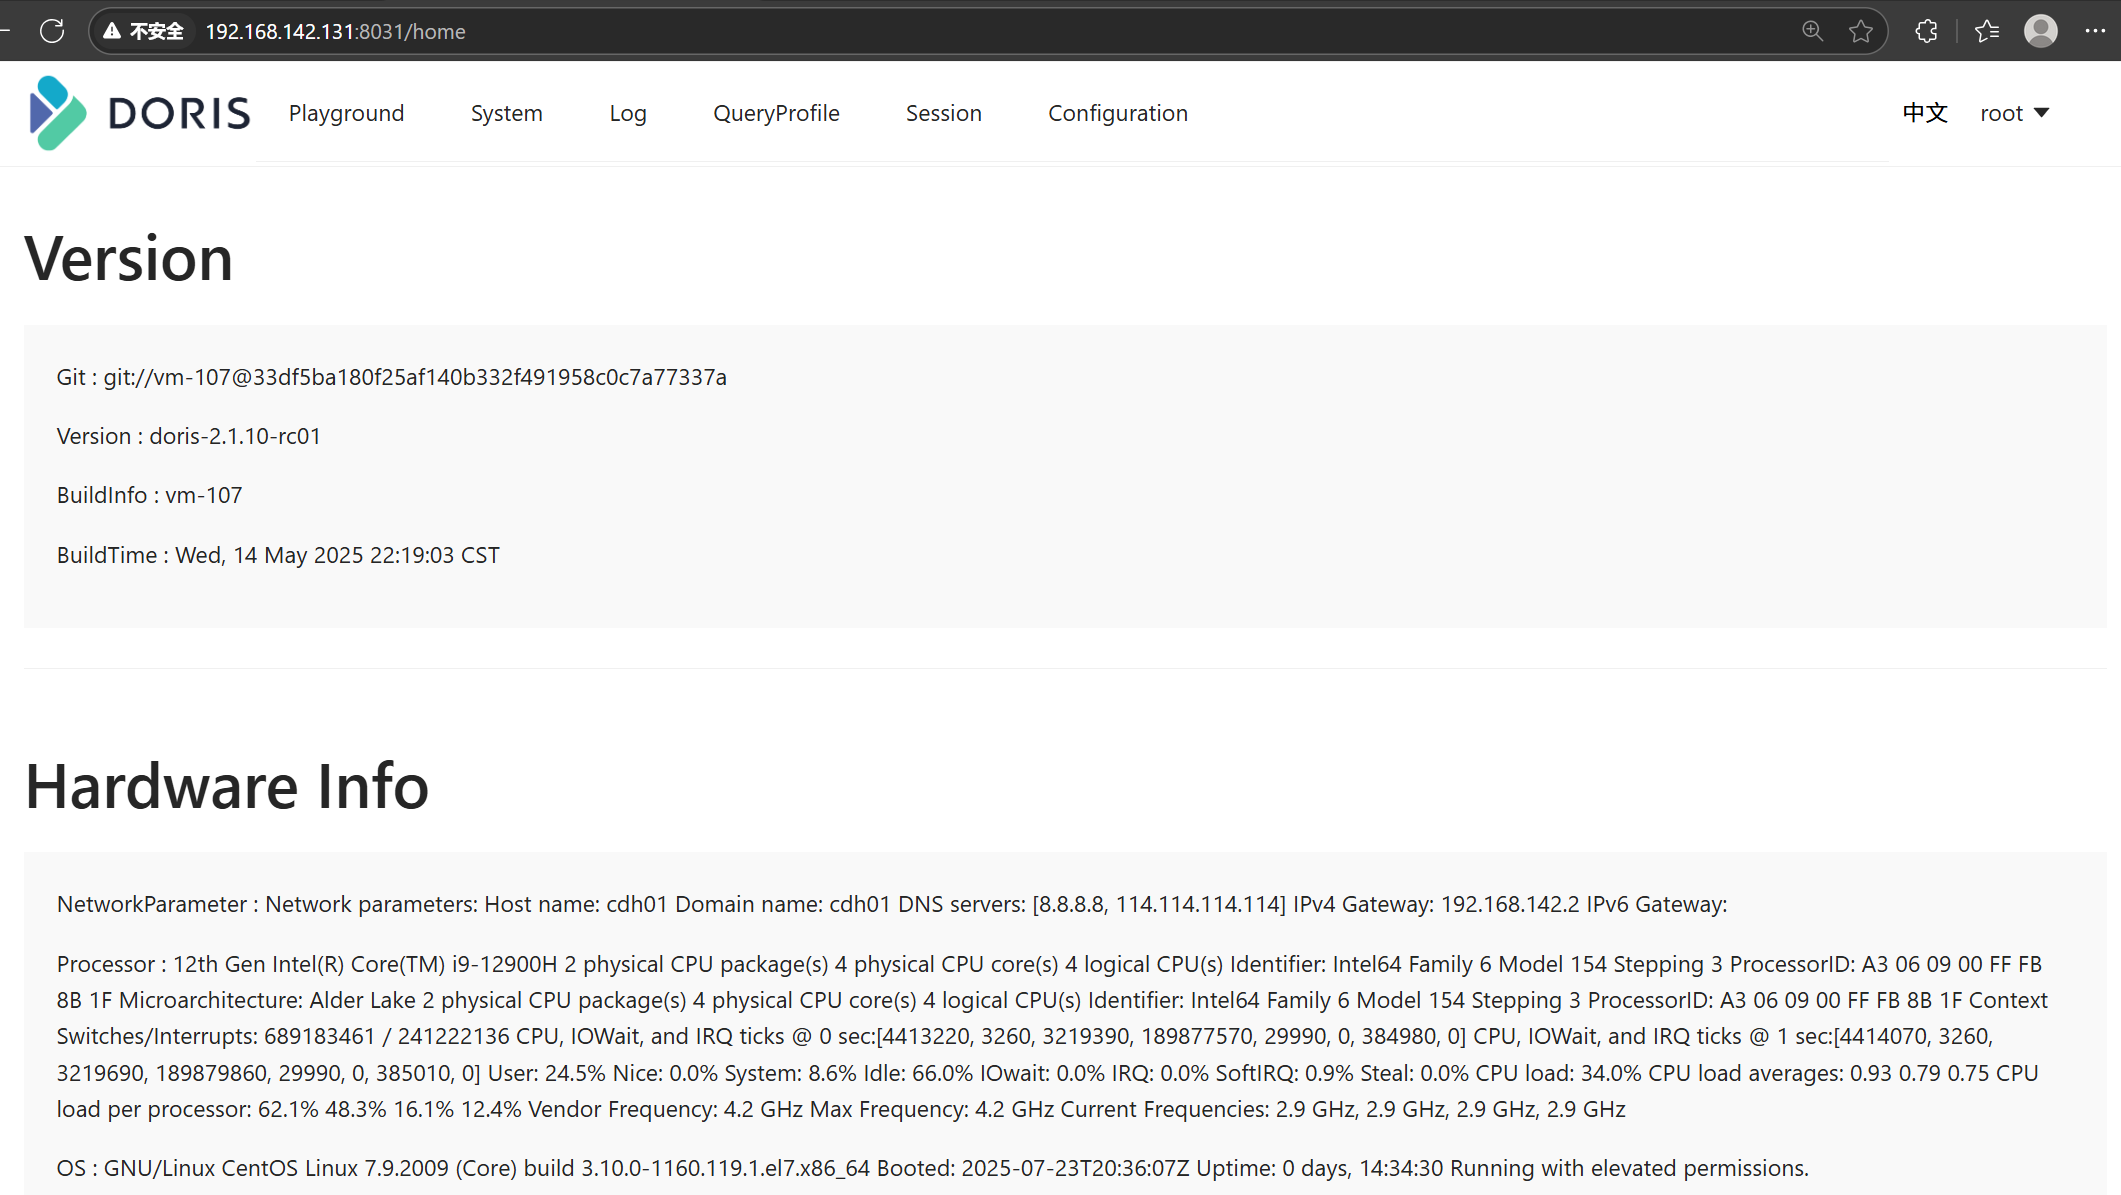 不安全 192.168.142.131:8031/home
DORIS Playground System Log QueryProfile Session Configuration 中文 root
Version
Git : git://vm-107@33df5ba180f25af140b332f491958c0c7a77337a
Version : doris-2.1.10-rc01
BuildInfo : vm-107
BuildTime : Wed, 14 May 2025 22:19:03 CST
Hardware Info
NetworkParameter : Network parameters: Host name: cdh01 Domain name: cdh01 DNS servers: [8.8.8.8, 114.114.114.114] IPv4 Gateway: 192.168.142.2 IPv6 Gateway:
Processor : 12th Gen Intel(R) Core(TM) i9-12900H 2 physical CPU package(s) 4 physical CPU core(s) 4 logical CPU(s) Identifier: Intel64 Family 6 Model 154 Stepping 3 ProcessorID: A3 06 09 00 FF FB
8B 1F Microarchitecture: Alder Lake 2 physical CPU package(s) 4 physical CPU core(s) 4 logical CPU(s) Identifier: Intel64 Family 6 Model 154 Stepping 3 ProcessorID: A3 06 09 00 FF FB 8B 1F Context
Switches/Interrupts: 689183461 / 241222136 CPU, IOWait, and IRQ ticks @ 0 sec:[4413220, 3260, 3219390, 189877570, 29990, 0, 384980, 0] CPU, IOWait, and IRQ ticks @ 1 sec:[4414070, 3260,
3219690, 189879860, 29990, 0, 385010, 0] User: 24.5% Nice: 0.0% System: 8.6% Idle: 66.0% IOwait: 0.0% IRQ: 0.0% SoftIRQ: 0.9% Steal: 0.0% CPU load: 34.0% CPU load averages: 0.93 0.79 0.75 CPU
load per processor: 62.1% 48.3% 16.1% 12.4% Vendor Frequency: 4.2 GHz Max Frequency: 4.2 GHz Current Frequencies: 2.9 GHz, 2.9 GHz, 2.9 GHz, 2.9 GHz
OS : GNU/Linux CentOS Linux 7.9.2009 (Core) build 3.10.0-1160.119.1.el7.x86_64 Booted: 2025-07-23T20:36:07Z Uptime: 0 days, 14:34:30 Running with elevated permissions.